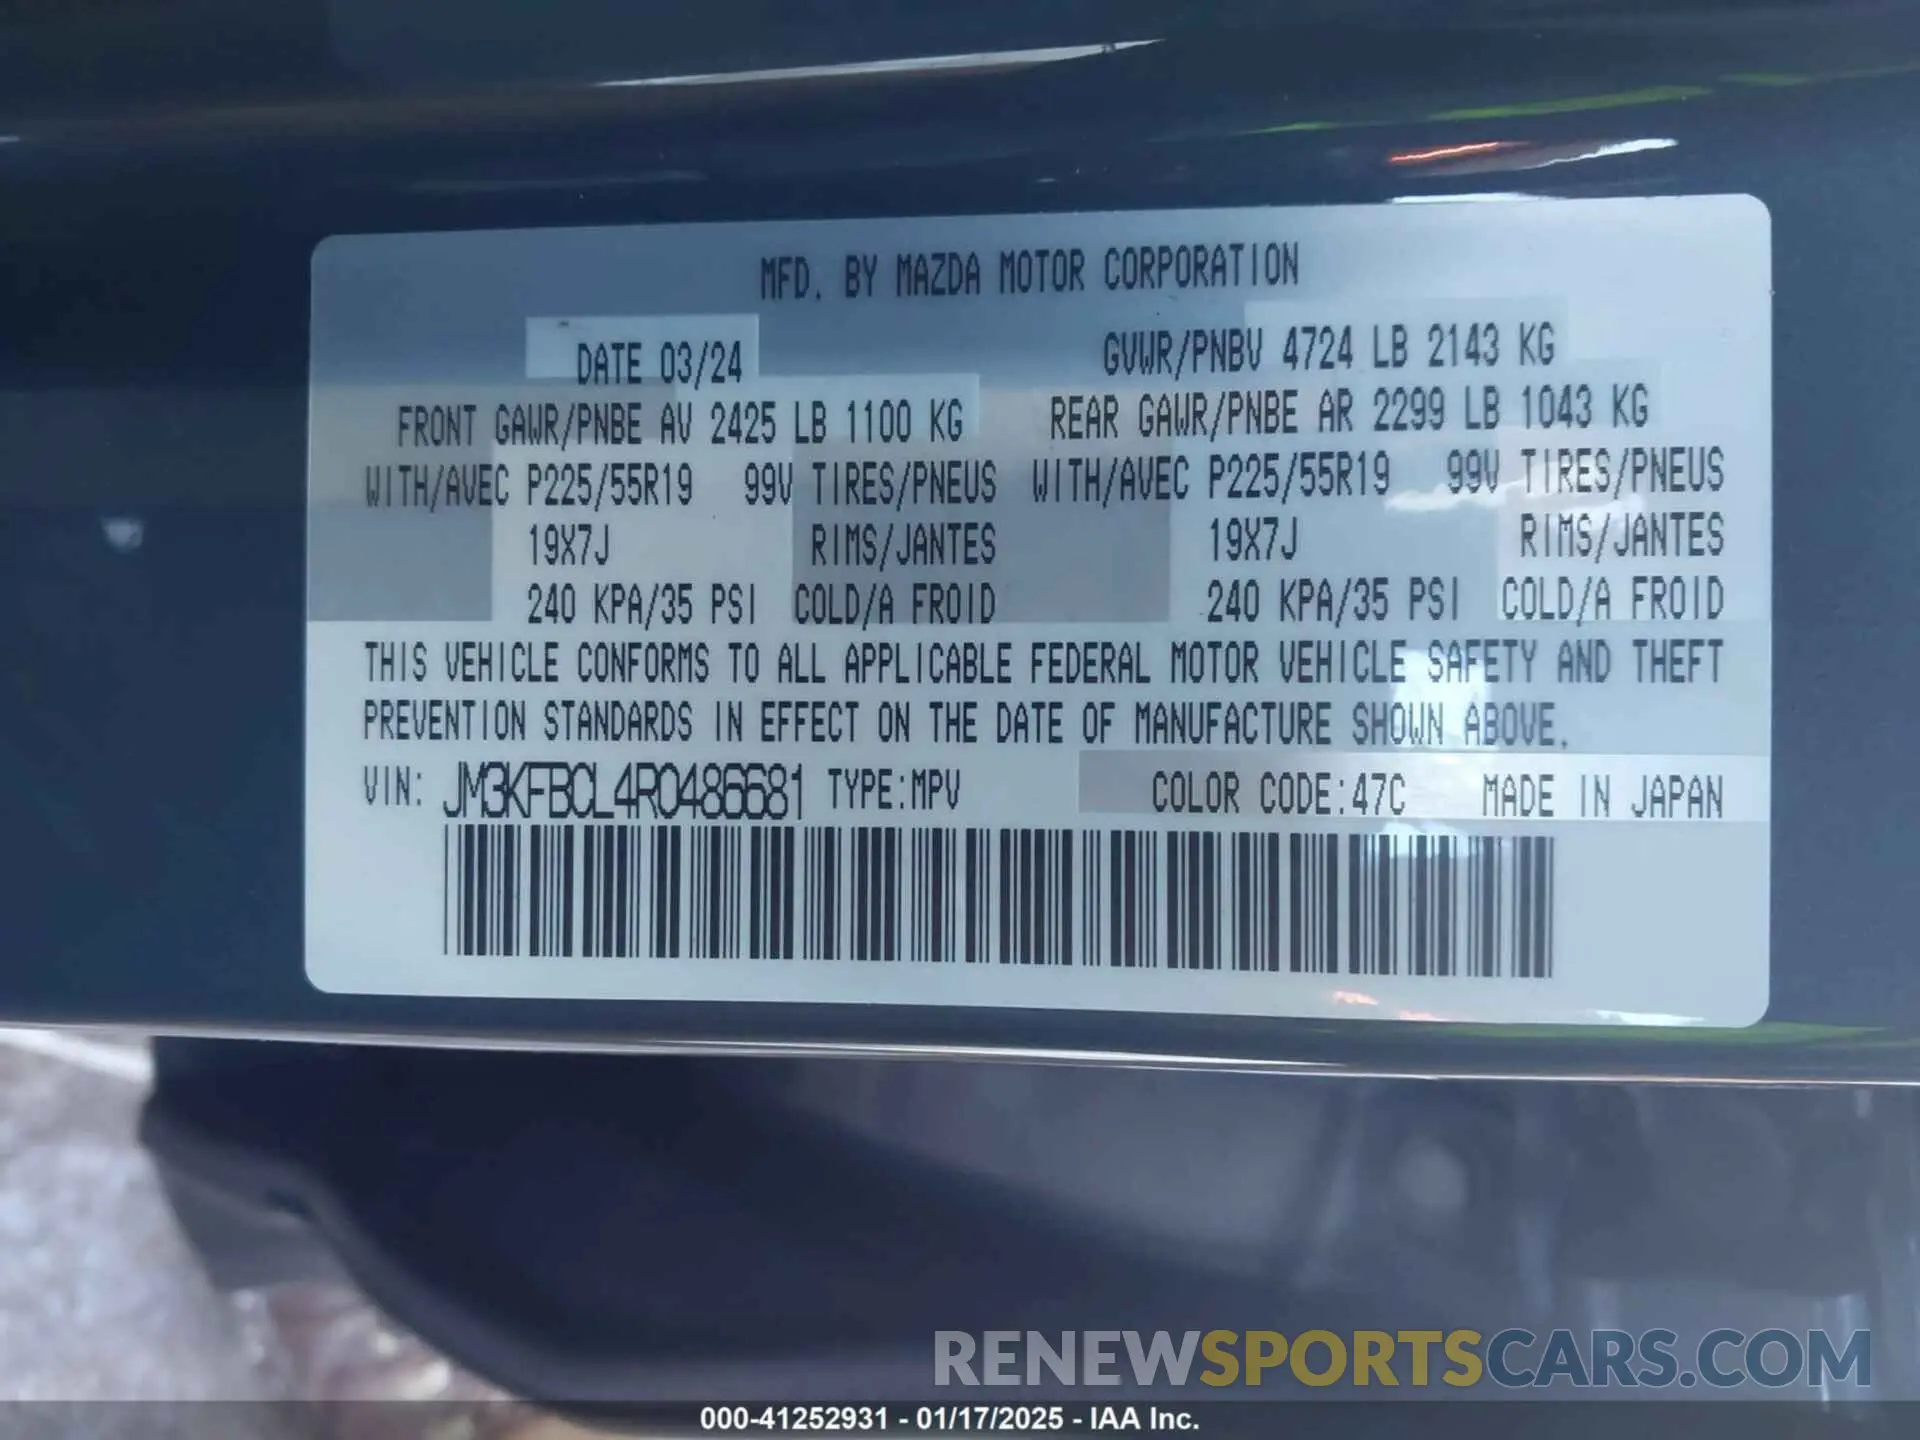 MFD. BY MAZDA MOTOR CORPORATION
DATE 03/24 GVWR/PNBV 4724 LB 2143 KG
FRONT GAWR/PNBE AV 2425 LB 1100 KG REAR GAWR/PNBE AR 2299 LB 1043 KG
WITH/AVEC P225/55R19 99V TIRES/PNEUS WITH/AVEC P225/55R19 99V TIRES/PNEUS
19X7J RIMS/JANTES 19X7J RIMS/JANTES
240 KPA/35 PSI COLD/A FROID 240 KPA/35 PSI COLD/A FROID
THIS VEHICLE CONFORMS TO ALL APPLICABLE FEDERAL MOTOR VEHICLE SAFETY AND THEFT
PREVENTION STANDARDS IN EFFECT ON THE DATE OF MANUFACTURE SHOWN ABOVE.
VIN: JM3KFBCL4R0486681 TYPE:MPV COLOR CODE:47C MADE IN JAPAN
RENEWSPORTSCARS.COM
000-41252931 - 01/17/2025 - IAA Inc.